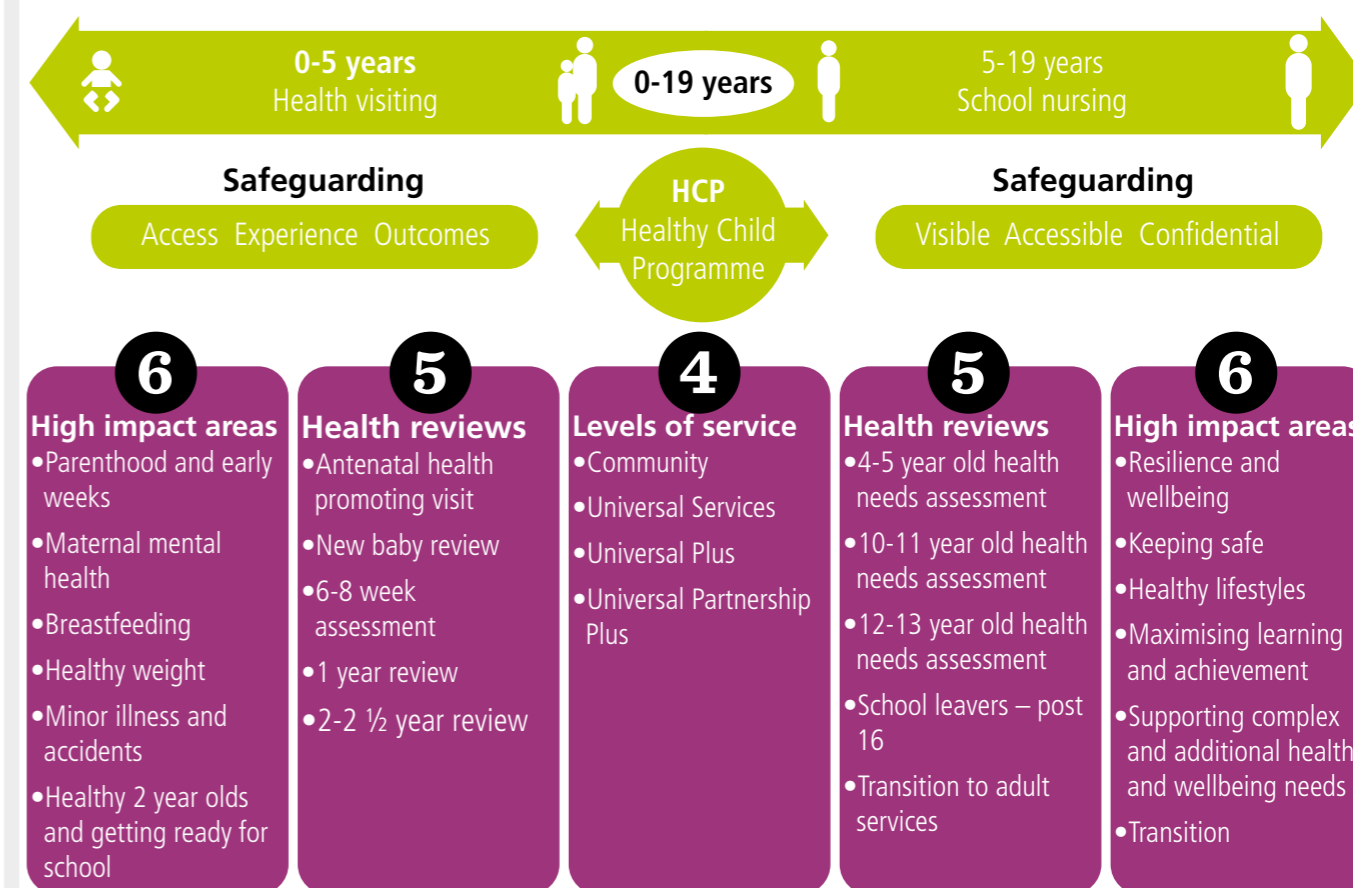 0-5 years
Health visiting
0-19 years
5-19 years
School nursing
Safeguarding
Access Experience Outcomes
HCP
Healthy Child
Programme
Safeguarding
Visible Accessible Confidential
6
High impact areas
•Parenthood and early
weeks
•Maternal mental
health
•Breastfeeding
•Healthy weight
•Minor illness and
accidents
•Healthy 2 year olds
and getting ready for
school
5
Health reviews
•Antenatal health
promoting visit
•New baby review
•6-8 week
assessment
•1 year review
•2-2 ½ year review
4
Levels of service
•Community
•Universal Services
•Universal Plus
•Universal Partnership
Plus
5
Health reviews
•4-5 year old health
needs assessment
•10-11 year old health
needs assessment
•12-13 year old health
needs assessment
•School leavers – post
16
•Transition to adult
services
6
High impact areas
•Resilience and
wellbeing
•Keeping safe
•Healthy lifestyles
•Maximising learning
and achievement
•Supporting complex
and additional health
and wellbeing needs
•Transition